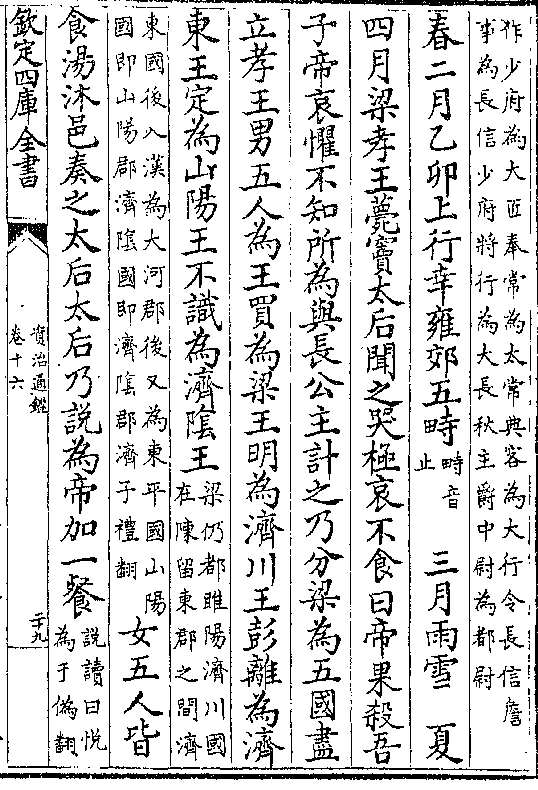 作少府為大匠奉常為太常典客為大行令長信詹
事為長信少府將行為大長秋主爵中尉為都尉
春二月乙卯上行幸雍郊五畤
畤音
止
三月雨雪　夏
四月梁孝王薨竇太后聞之哭極哀不食曰帝果殺吾
子帝哀懼不知所為與長公主計之乃分梁為五國盡
立孝王男五人為王買為梁王明為濟川王彭離為濟
東王定為山陽王不識為濟隂王
梁仍都睢陽濟川國
在陳留東郡之間濟
東國後入漢為大河郡後又為東平國山陽
國即山陽郡濟隂國即濟隂郡濟子禮翻
女五人皆
食湯沐邑奏之太后太后乃說為帝加一餐
說讀曰悅
為于偽翻
欽定四庫全書
資治通鑑
卷十六
二十九